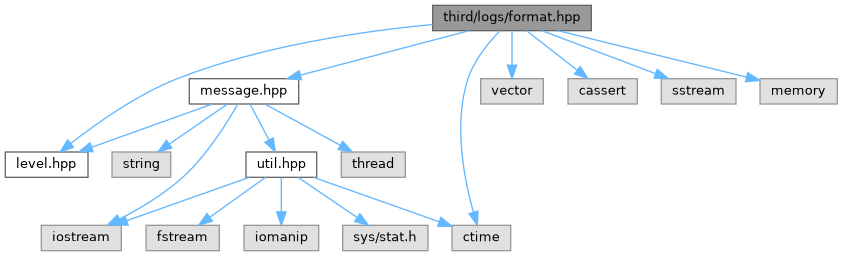 third/logs/format.hpp
message.hpp
vector
cassert
sstream
memory
level.hpp
string
util.hpp
thread
iostream
fstream
iomanip
sys/stat.h
ctime